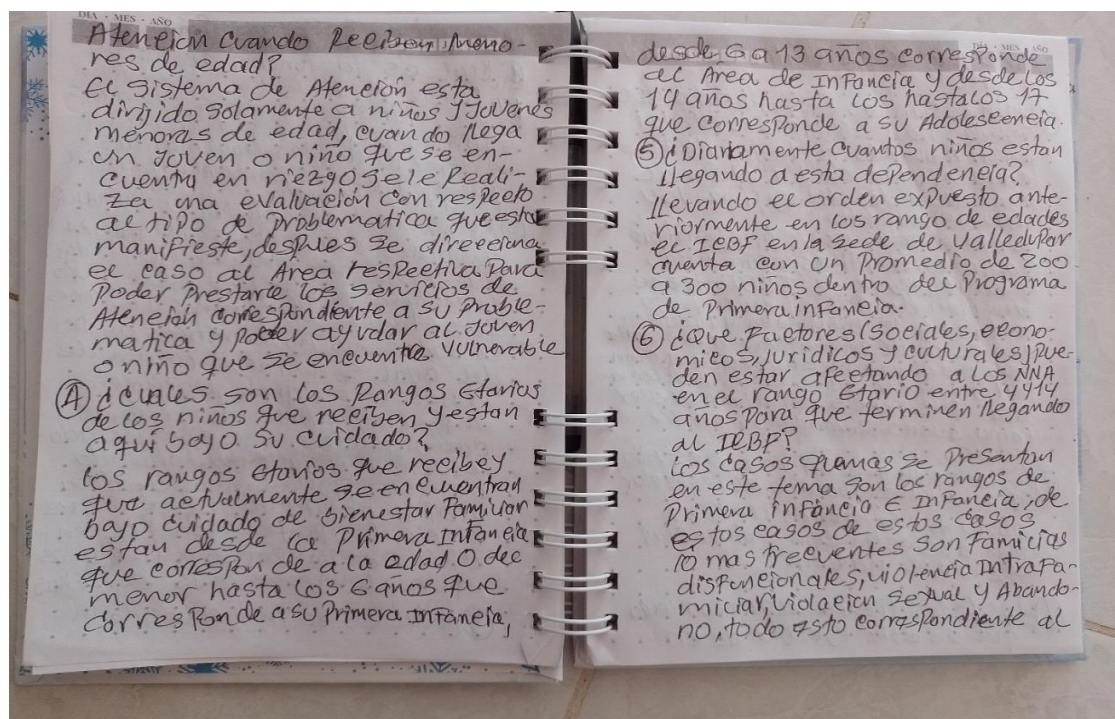 DIA · MES · AÑO
Atención cuando Reciben meno-
res de edad?
El Sistema de Atención esta
dirijido Solamente a niños y Jovenes
menores de edad, cuando llega
un Joven o niño que se en-
cuentra en riezgo se le Reali-
za una evaluación con respecto
al tipo de Problematica que esta
manifieste, despues se direcciona
el caso al Area respectiva Para
Poder Prestarle los Servicios de
Atención correspondiente a su Proble-
matica y Poder ayudar al Joven
o niño que se encuentra vulnerable
④ ¿cuales son los Rangos Etarios
de los niños que reciben y estan
aquí bajo su cuidado?
los rangos etarios que recibe y
que actualmente se encuentran
bajo cuidado de bienestar Familiar
estan desde la Primera Infancia
que corresponde a la edad 0 del
menor hasta los 6 años que
corresponde a su Primera Infancia,
MES AÑO
desde 6 a 13 años corresponde
al Area de Infancia y desde los
14 años hasta los hasta los 17
que corresponde a su Adolescencia.
⑤ ¿Diariamente cuantos niños estan
llegando a esta dependencia?
llevando el orden expuesto ante-
riormente en los rango de edades
el ICBF en la sede de Valledupar
cuenta con un Promedio de 200
a 300 niños dentro del Programa
de Primera infancia.
⑥ ¿Que Factores (Sociales, econo-
micos, jurídicos y culturales) pue-
den estar afectando a los NNA
en el rango Etario entre 4 y 14
años Para que terminen llegando
al ICBF?
los casos que mas se Presentan
en este tema son los rangos de
Primera infancia E Infancia, de
estos casos de estos casos
lo mas frecuentes son Familias
disfuncionales, violencia Intrafa-
miliar, violacion sexual y Abando-
no, todo esto correspondiente al